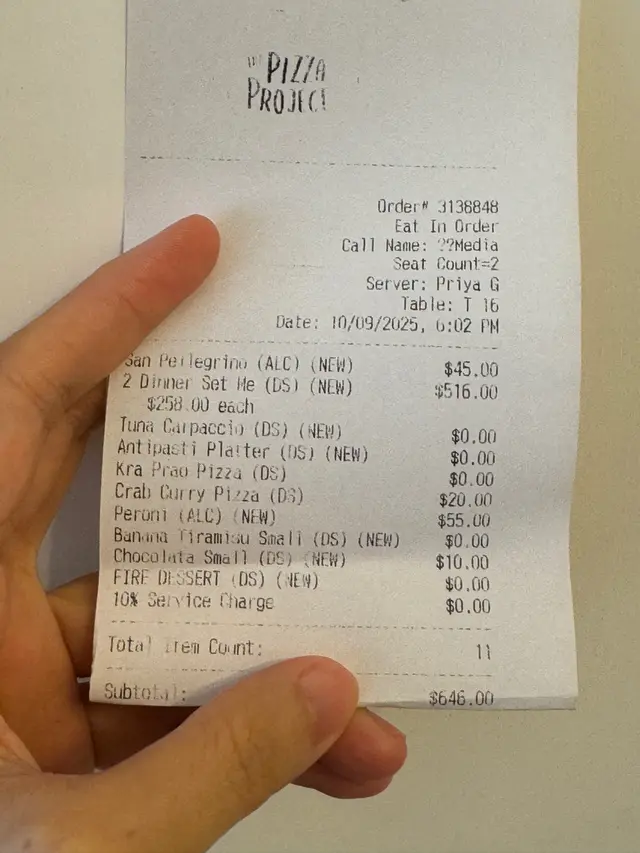 THE PIZZA
PROJECT
Order# 3138848
Eat In Order
Call Name: ??Media
Seat Count=2
Server: Priya G
Table: T 16
Date: 10/09/2025, 6:02 PM
San Pellegrino (ALC) (NEW) $45.00
2 Dinner Set Me (DS) (NEW) $516.00
$258.00 each
Tuna Carpaccio (DS) (NEW) $0.00
Antipasti Platter (DS) (NEW) $0.00
Kra Prao Pizza (DS) $0.00
Crab Curry Pizza (DS) $20.00
Peroni (ALC) (NEW) $55.00
Banana Tiramisu Small (DS) (NEW) $0.00
Chocolata Small (DS) (NEW) $10.00
FIRE DESSERT (DS) (NEW) $0.00
10% Service Charge $0.00
Total Item Count: 11
Subtotal: $646.00